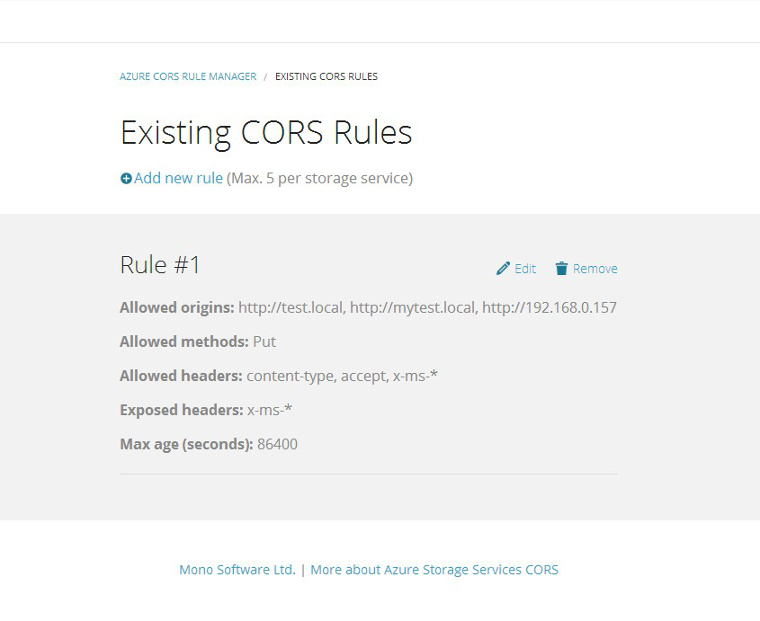 AZURE CORS RULE MANAGER / EXISTING CORS RULES
Existing CORS Rules
Add new rule (Max. 5 per storage service)
Rule #1 Edit Remove
Allowed origins: http://test.local, http://mytest.local, http://192.168.0.157
Allowed methods: Put
Allowed headers: content-type, accept, x-ms-*
Exposed headers: x-ms-*
Max age (seconds): 86400
Mono Software Ltd. | More about Azure Storage Services CORS